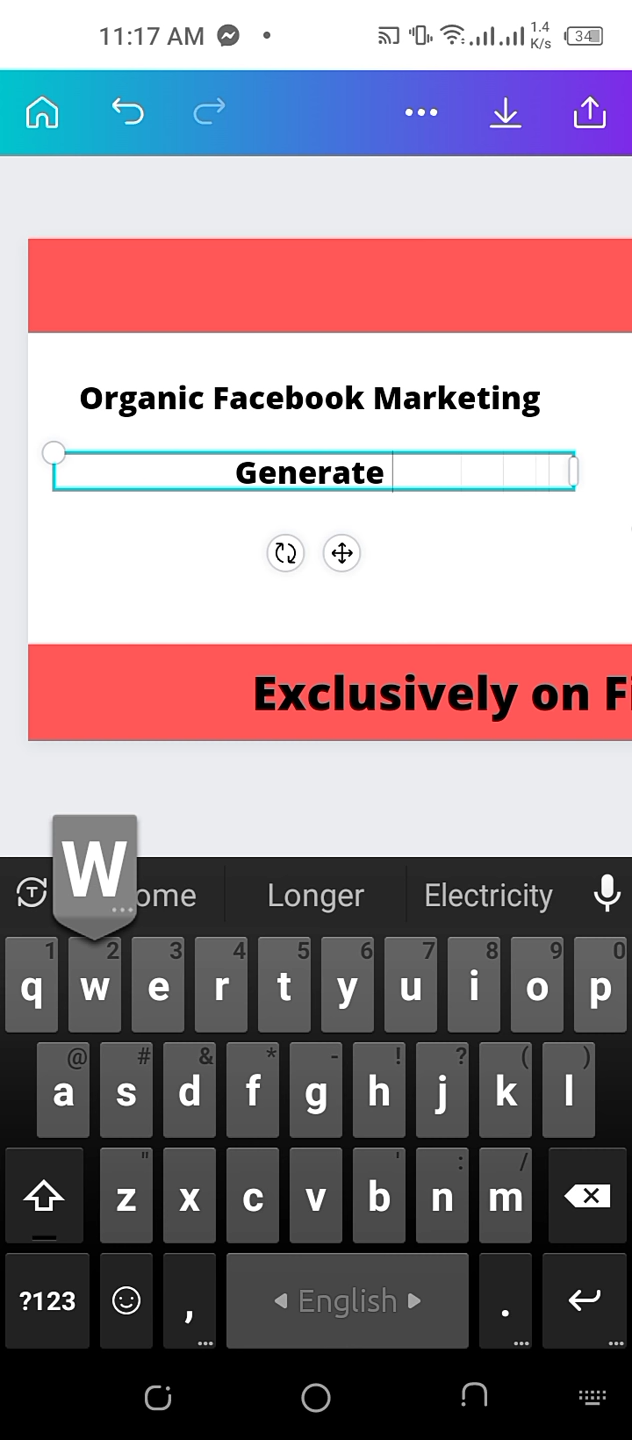 11:17 AM
1.4
K/s
34
Organic Facebook Marketing
Generate
Exclusively on
W
ome Longer Electricity
1 2 3 4 5 6 7 8 9 0
q w e r t y u i o p
@ # & * - ! ? ( )
a s d f g h j k l
" ' : /
z x c v b n m
?123 , English .